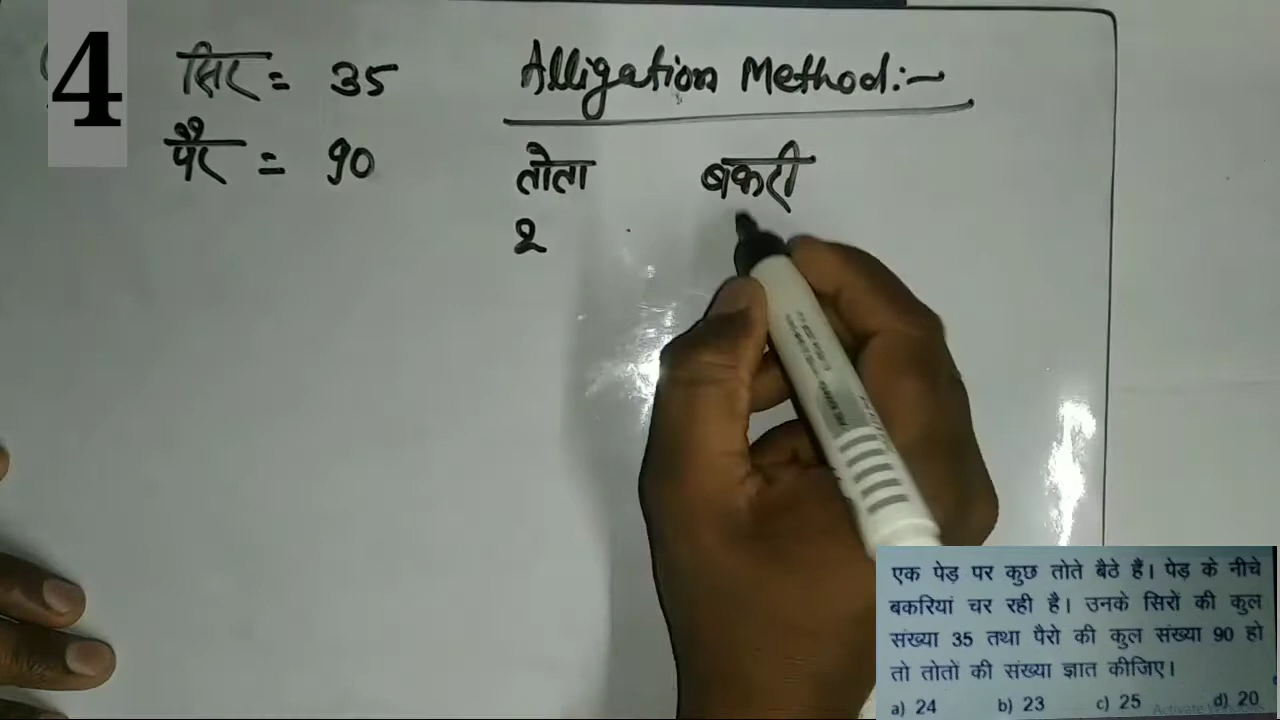 4
सिर = 35
पैर = 90
Alligation Method:-
तोता बकरी
2
एक पेड़ पर कुछ तोते बैठे हैं। पेड़ के नीचे
बकरियां चर रही है। उनके सिरों की कुल
संख्या 35 तथा पैरो की कुल संख्या 90 हो
तो तोतों की संख्या ज्ञात कीजिए।
a) 24 b) 23 c) 25 d) 20